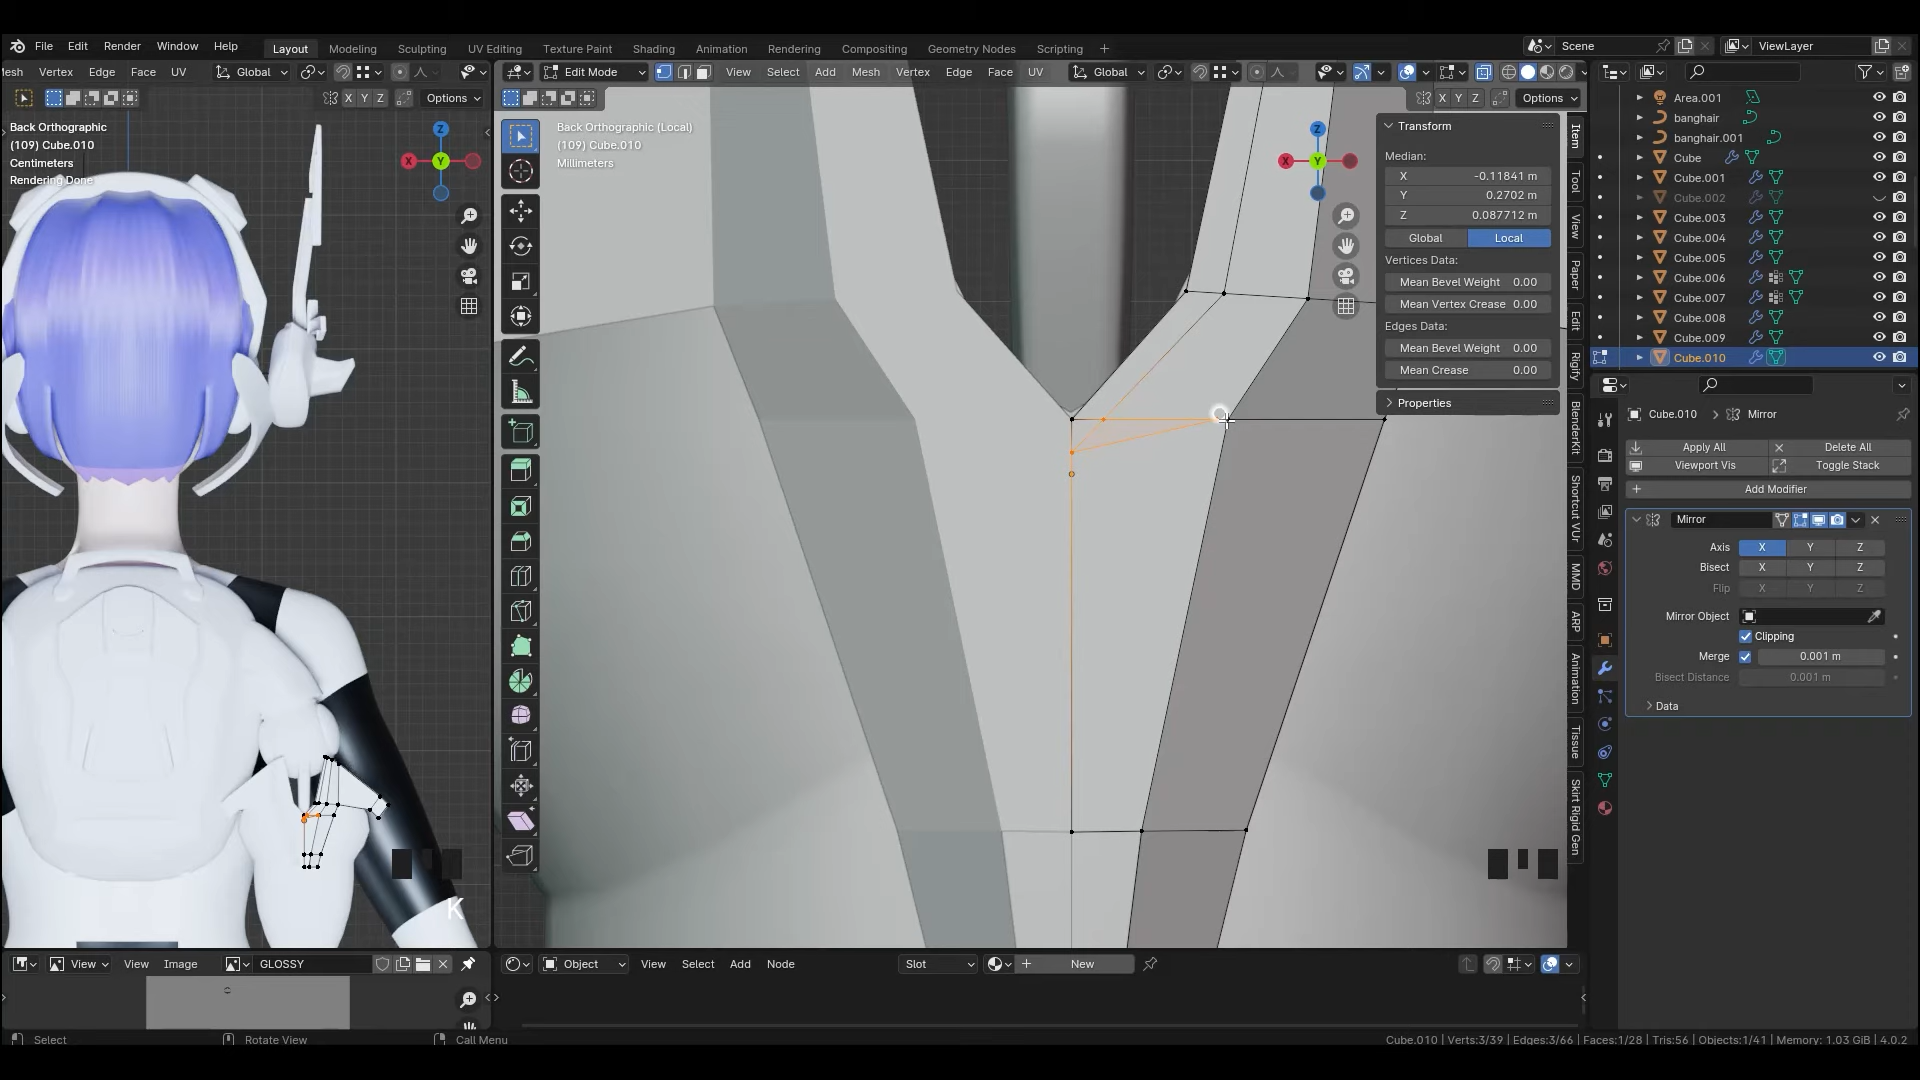 File Edit Render Window Help Layout Modeling Sculpting UV Editing Texture Paint Shading Animation Rendering Compositing Geometry Nodes Scripting + Scene ViewLayer
esh Vertex Edge Face UV Global Edit Mode View Select Add Mesh Vertex Edge Face UV Global
X Y Z Options X Y Z Options
Back Orthographic
(109) Cube.010
Centimeters
Rendering Done
Z
X
Y
Back Orthographic (Local)
(109) Cube.010
Millimeters
Z
X
Y
Transform
Median:
X -0.11841 m
Y 0.2702 m
Z 0.087712 m
Global Local
Vertices Data:
Mean Bevel Weight 0.00
Mean Vertex Crease 0.00
Edges Data:
Mean Bevel Weight 0.00
Mean Crease 0.00
Properties
Item
Tool
View
Paper
Edit
Rigify
BlenderKit
Shortcut VUr
MMD
ARP
Animation
Tissue
Skirt Rigid Gen
Area.001
banghair
banghair.001
Cube
Cube.001
Cube.002
Cube.003
Cube.004
Cube.005
Cube.006
Cube.007
Cube.008
Cube.009
Cube.010
Cube.010 > Mirror
Apply All Delete All
Viewport Vis Toggle Stack
Add Modifier
Mirror
Axis X Y Z
Bisect X Y Z
Flip X Y Z
Mirror Object
Clipping
Merge 0.001 m
Bisect Distance 0.001 m
Data
K
View View Image GLOSSY
Object View Select Add Node Slot New
Select Rotate View Call Menu
Cube.010 | Verts:3/39 | Edges:3/66 | Faces:1/28 | Tris:56 | Objects:1/41 | Memory: 1.03 GiB | 4.0.2